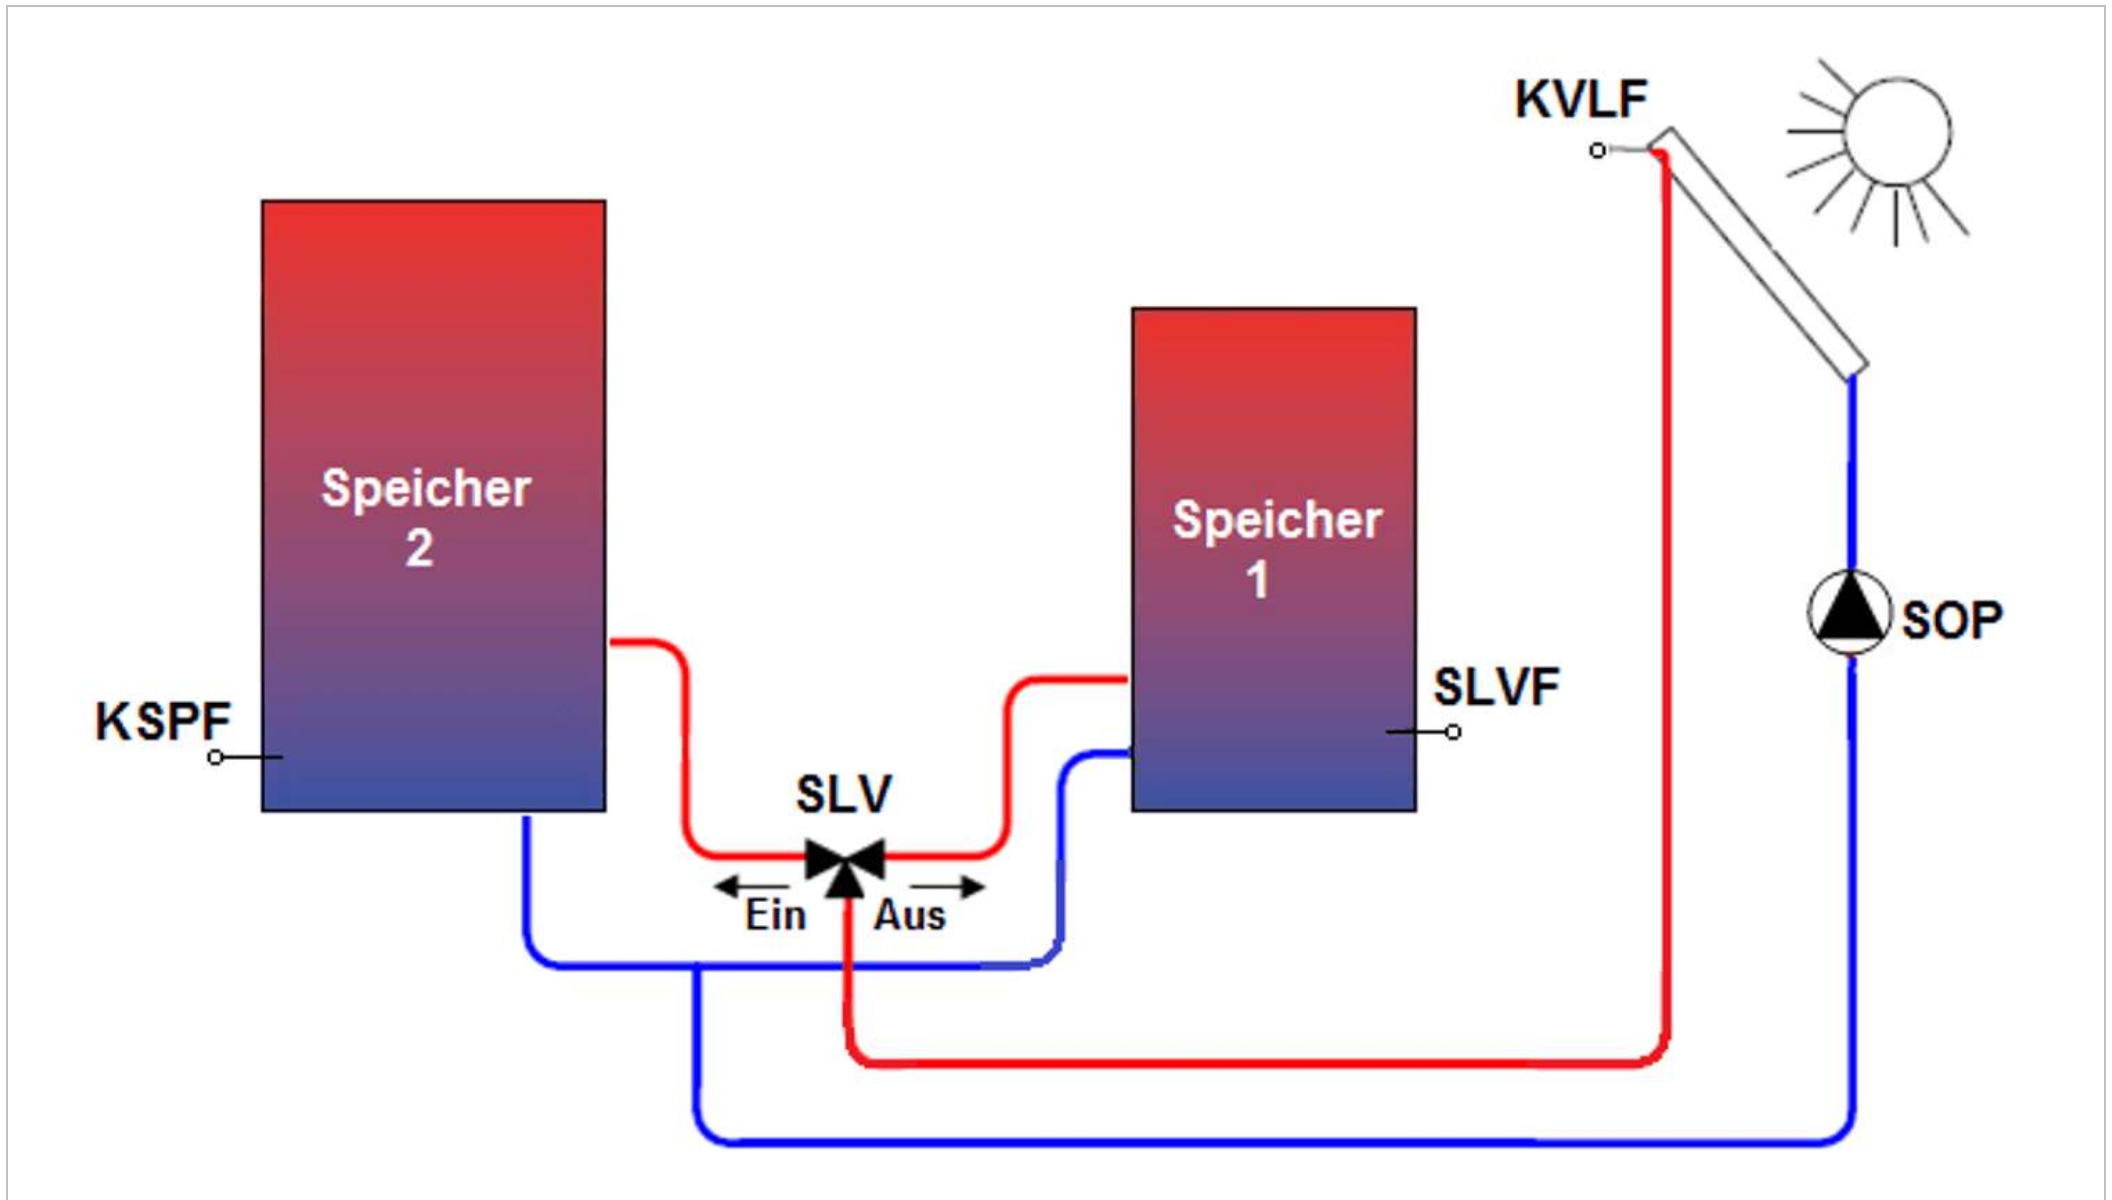 KVLF
Speicher
2
Speicher
1
SOP
SLVF
KSPF
SLV
Ein
Aus